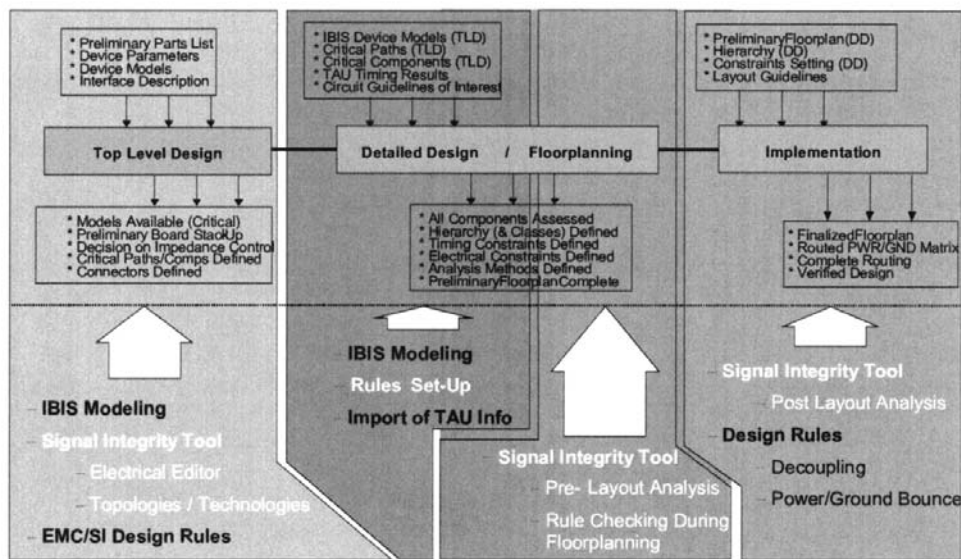 * Preliminary Parts List
* Device Parameters
* Device Models
* Interface Description
* IBIS Device Models (TLD)
* Critical Paths (TLD)
* Critical Components (TLD)
* TAU Timing Results
* Circuit Guidelines of Interest
* PreliminaryFloorplan(DD)
* Hierarchy (DD)
* Constraints Setting (DD)
* Layout Guidelines
Top Level Design
Detailed Design / Floorplanning
Implementation
* Models Available (Critical)
* Preliminary Board StackUp
* Decision on Impedance Control
* Critical Paths/Comps Defined
* Connectors Defined
* All Components Assessed
* Hierarchy (& Classes) Defined
* Timing Constraints Defined
* Electrical Constraints Defined
* Analysis Methods Defined
* PreliminaryFloorplanComplete
* FinalizedFloorplan
* Routed PWR/GND Matrix
* Complete Routing
* Verified Design
– IBIS Modeling
– Signal Integrity Tool
– Electrical Editor
– Topologies / Technologies
– EMC/SI Design Rules
– IBIS Modeling
– Rules Set-Up
– Import of TAU Info
– Signal Integrity Tool
– Pre- Layout Analysis
– Rule Checking During
Floorplanning
– Signal Integrity Tool
– Post Layout Analysis
– Design Rules
– Decoupling
– Power/Ground Bounce